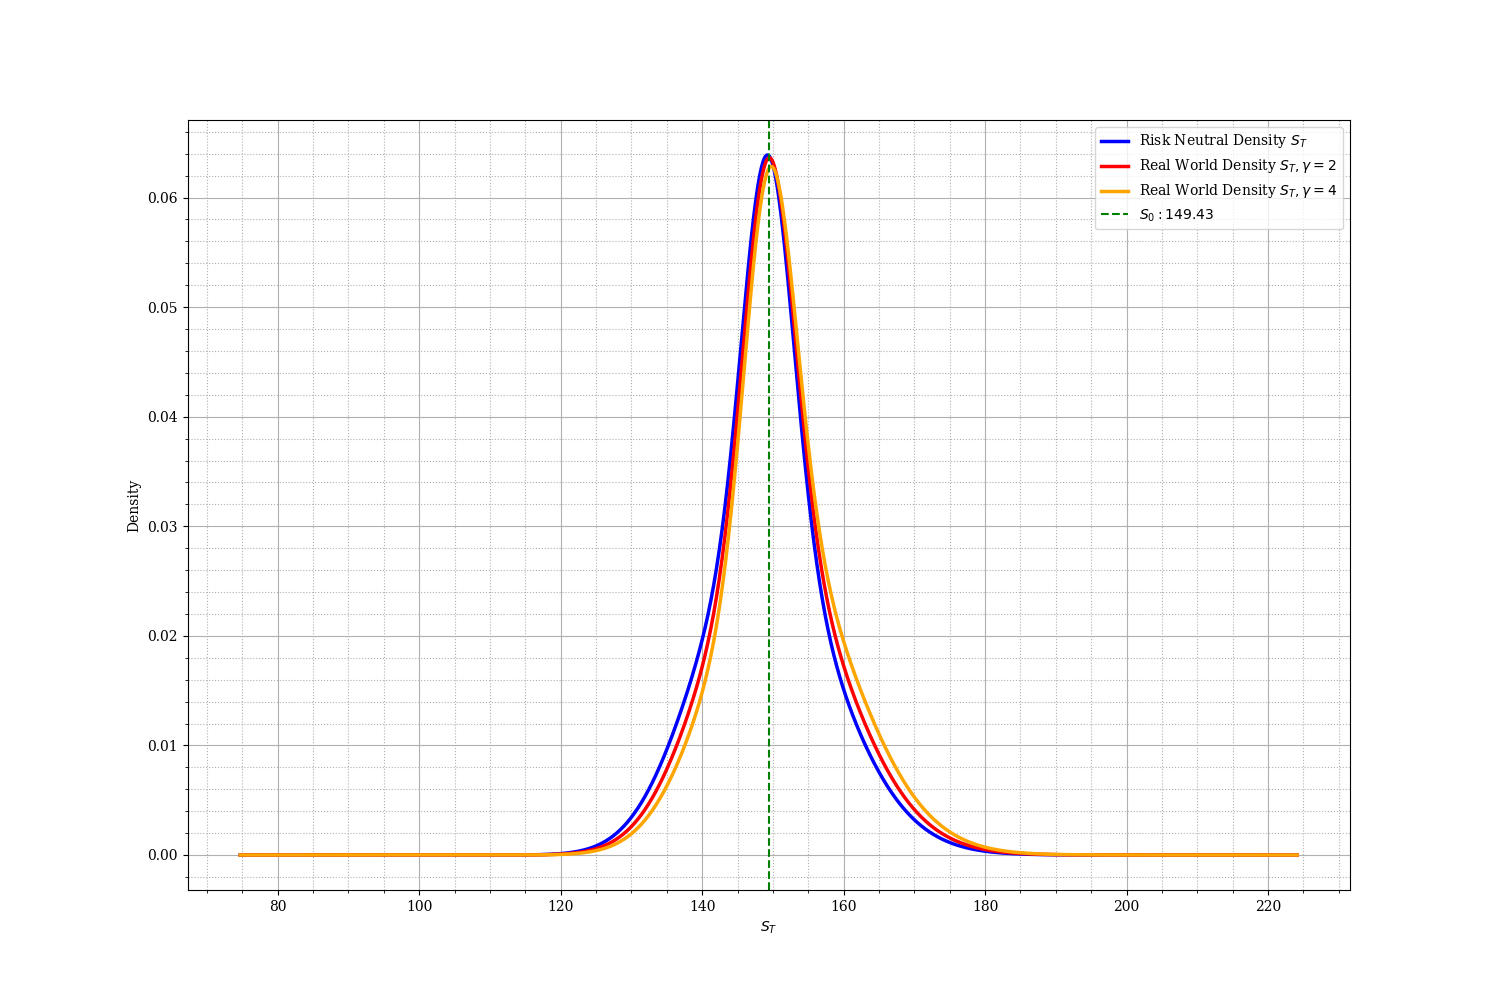 Risk Neutral Density S_T
Real World Density S_T, γ = 2
Real World Density S_T, γ = 4
S_0 : 149.43
0.06
0.05
0.04
0.03
0.02
0.01
0.00
Density
80 100 120 140 160 180 200 220
S_T